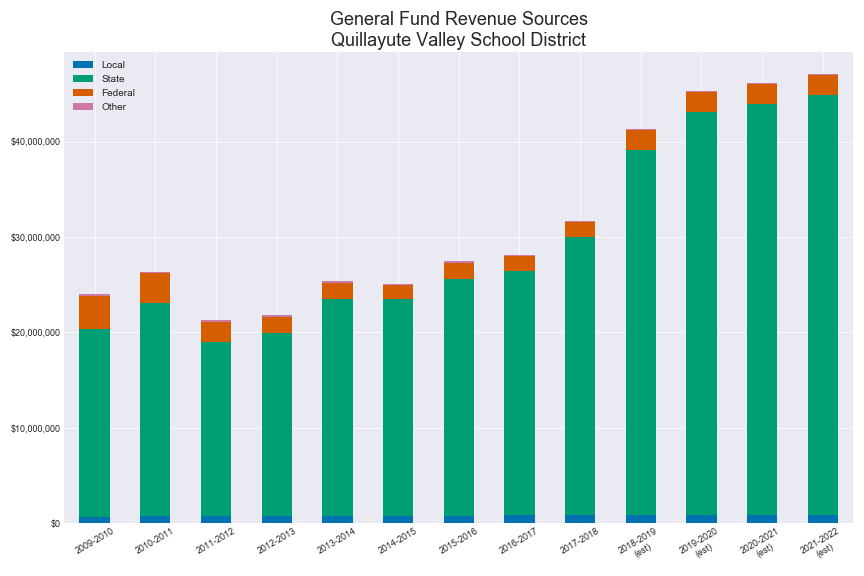 General Fund Revenue Sources
Quillayute Valley School District
Local
State
Federal
Other
$40,000,000
$30,000,000
$20,000,000
$10,000,000
$0
2009-2010
2010-2011
2011-2012
2012-2013
2013-2014
2014-2015
2015-2016
2016-2017
2017-2018
2018-2019
(est)
2019-2020
(est)
2020-2021
(est)
2021-2022
(est)